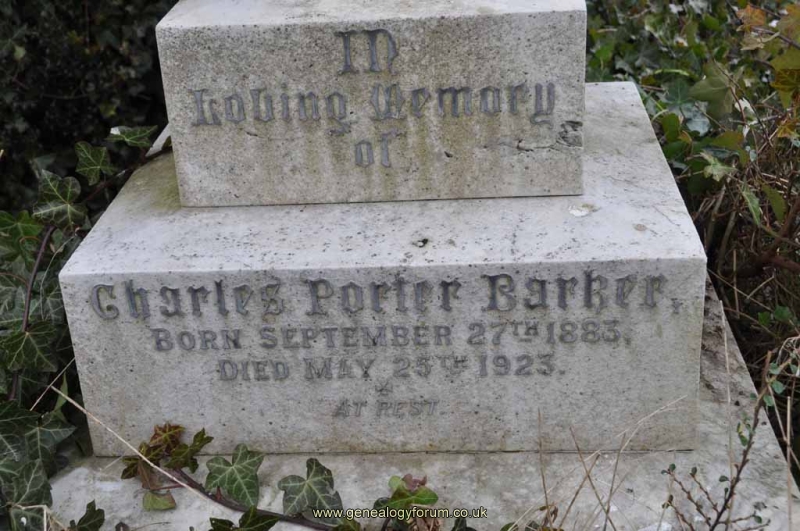 In
Loving Memory
of
Charles Porter Barker,
BORN SEPTEMBER 27TH 1883,
DIED MAY 25TH 1923.
AT REST
www.genealogyforum.co.uk